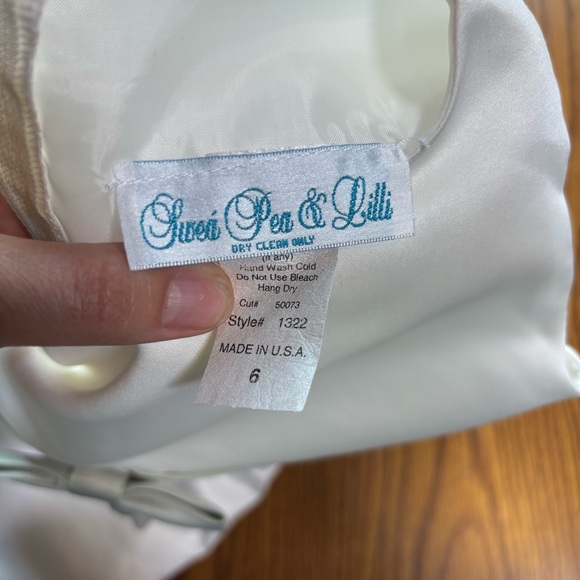 Sweá Pea & Lilli
DRY CLEAN ONLY
(if any)
Hand Wash Cold
Do Not Use Bleach
Hang Dry
Cut# 50073
Style# 1322
MADE IN U.S.A.
6